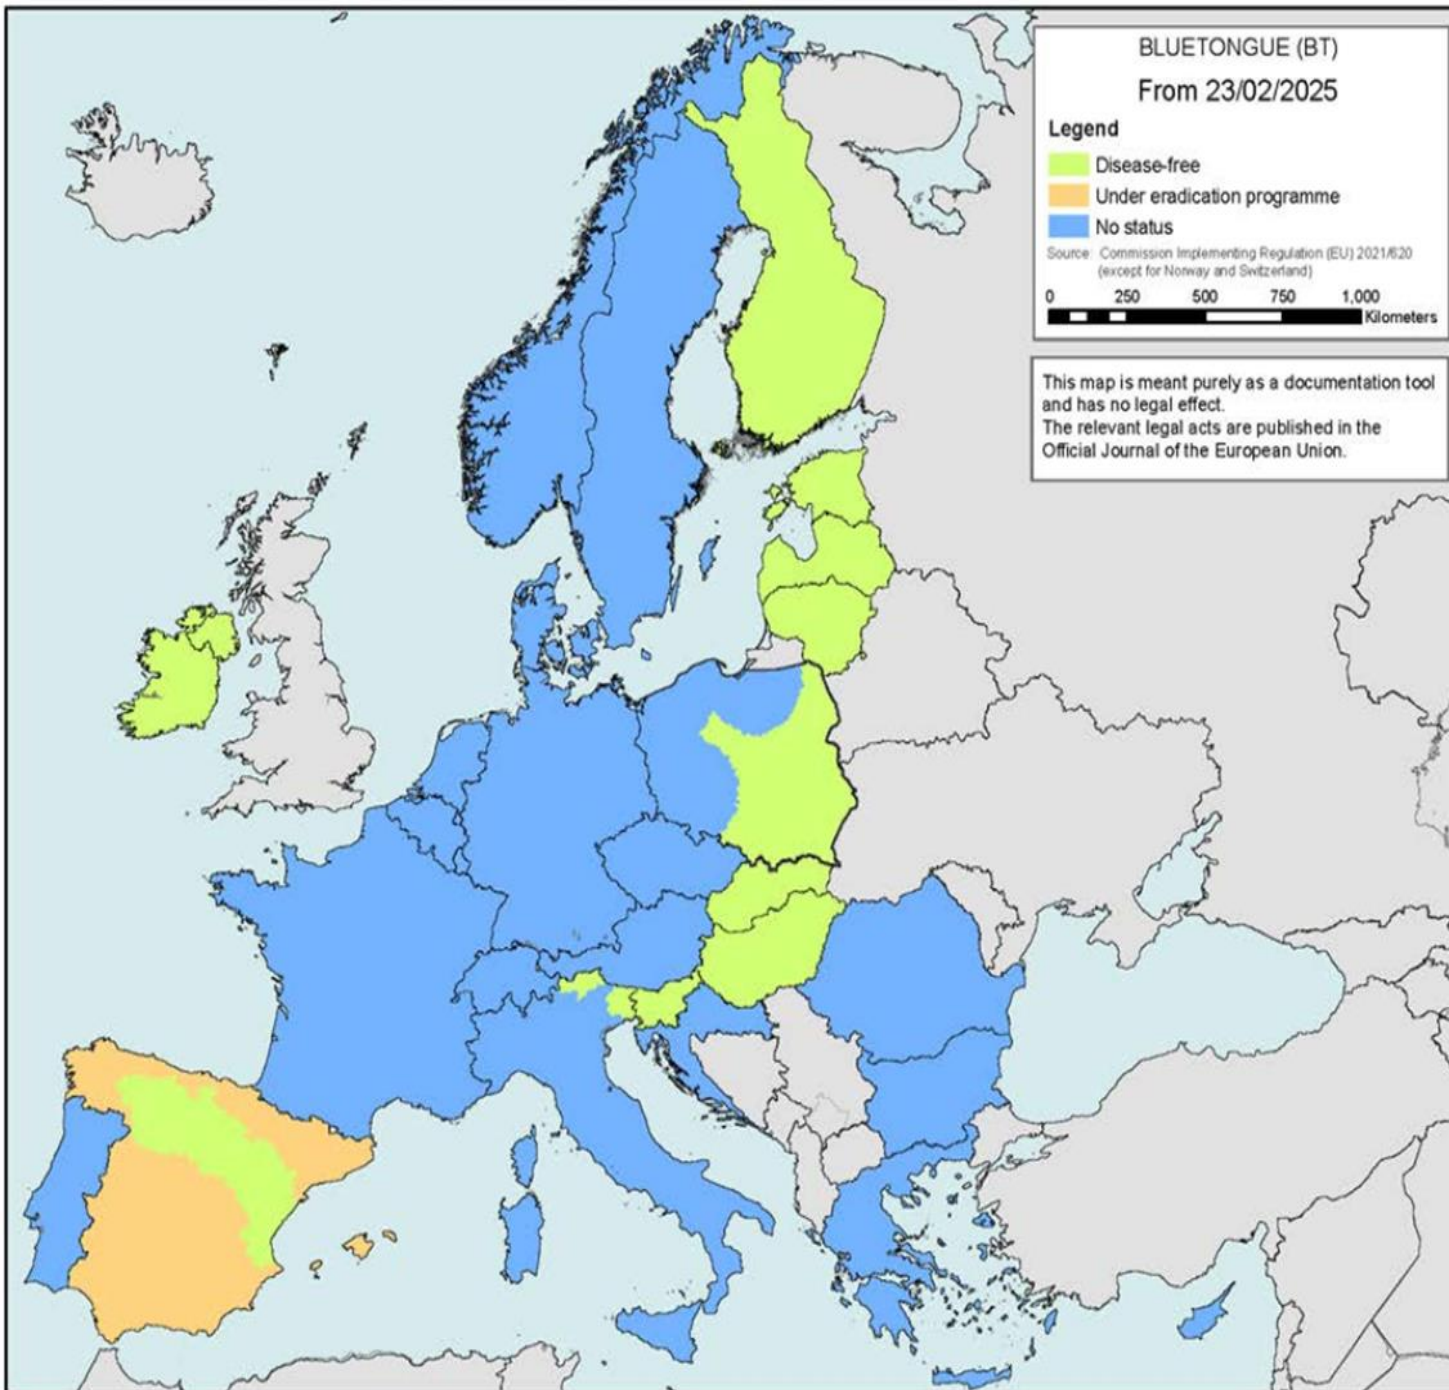 BLUETONGUE (BT)
From 23/02/2025
Legend
Disease-free
Under eradication programme
No status
Source: Commission Implementing Regulation (EU) 2021/620
(except for Norway and Switzerland)
0 250 500 750 1,000
Kilometers
This map is meant purely as a documentation tool
and has no legal effect.
The relevant legal acts are published in the
Official Journal of the European Union.